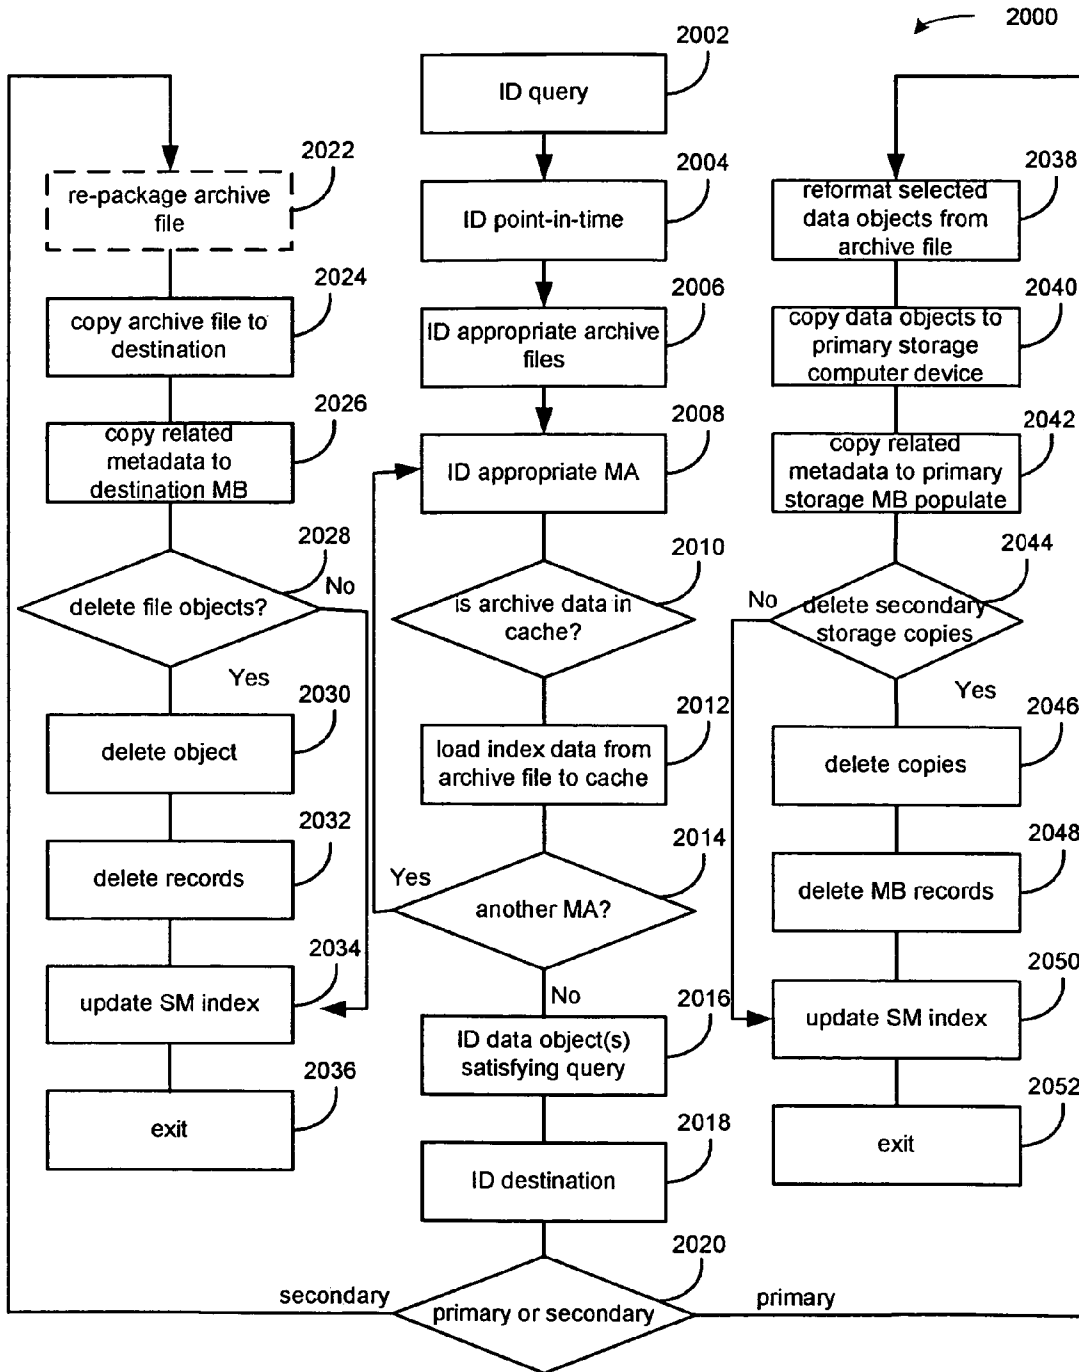 2000
2002
ID query
2004
ID point-in-time
2006
ID appropriate archive
files
2008
ID appropriate MA
2010
is archive data in
cache?
2012
load index data from
archive file to cache
2014
Yes
another MA?
No
2016
ID data object(s)
satisfying query
2018
ID destination
2020
secondary
primary or secondary
primary
2022
re-package archive
file
2024
copy archive file to
destination
2026
copy related
metadata to
destination MB
2028
No
delete file objects?
Yes
2030
delete object
2032
delete records
2034
update SM index
2036
exit
2038
reformat selected
data objects from
archive file
2040
copy data objects to
primary storage
computer device
2042
copy related
metadata to primary
storage MB populate
2044
No
delete secondary
storage copies
Yes
2046
delete copies
2048
delete MB records
2050
update SM index
2052
exit